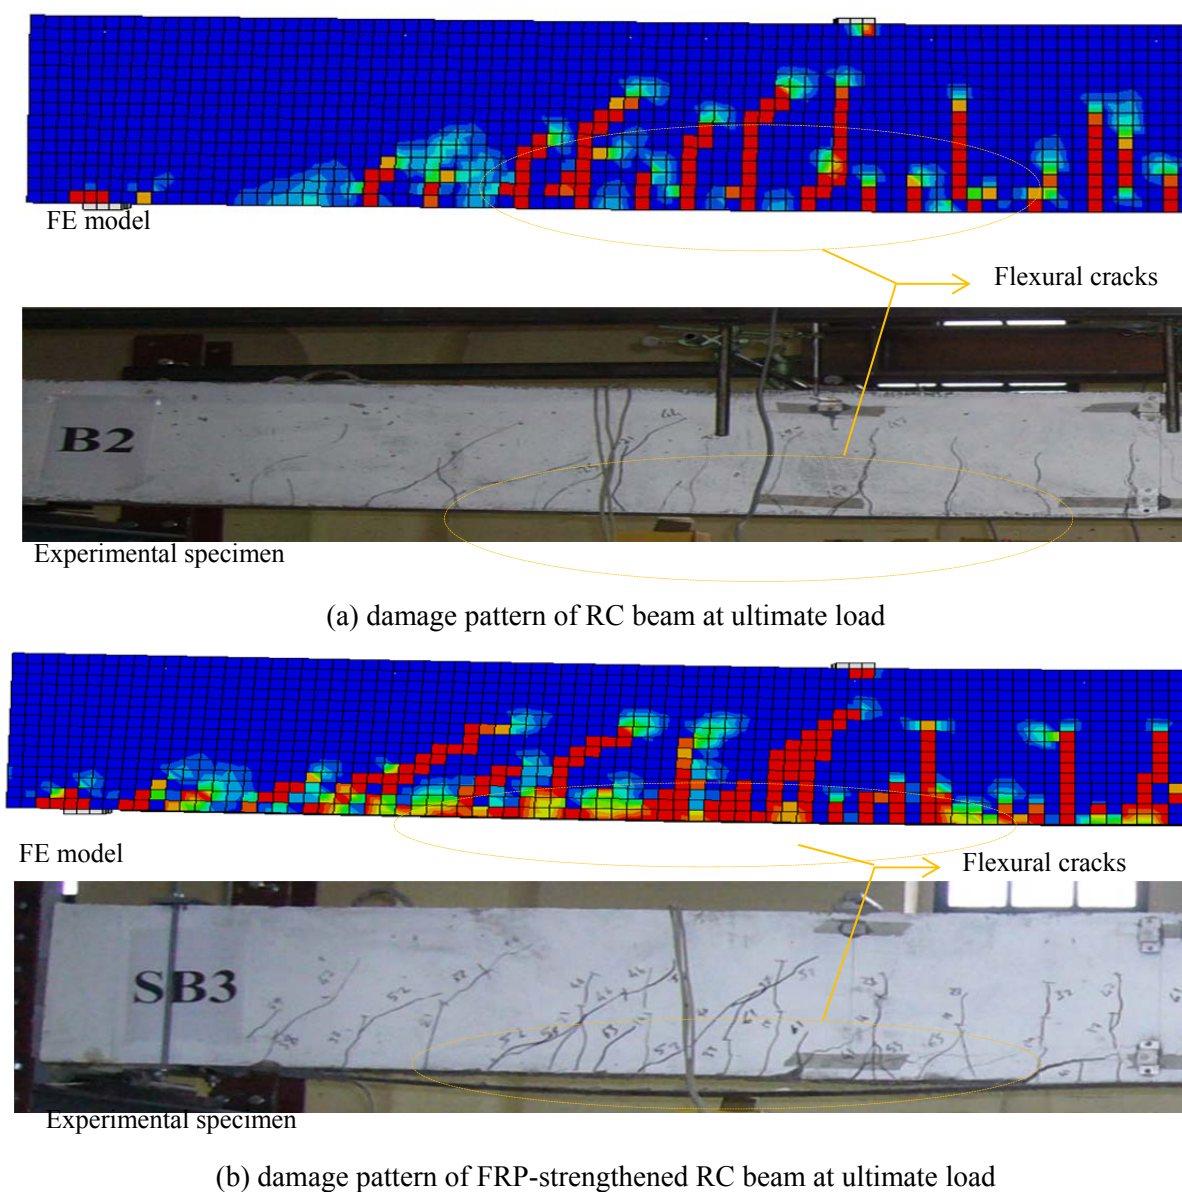 FE model
Flexural cracks
B2
Experimental specimen
(a) damage pattern of RC beam at ultimate load
FE model
Flexural cracks
SB3
Experimental specimen
(b) damage pattern of FRP-strengthened RC beam at ultimate load